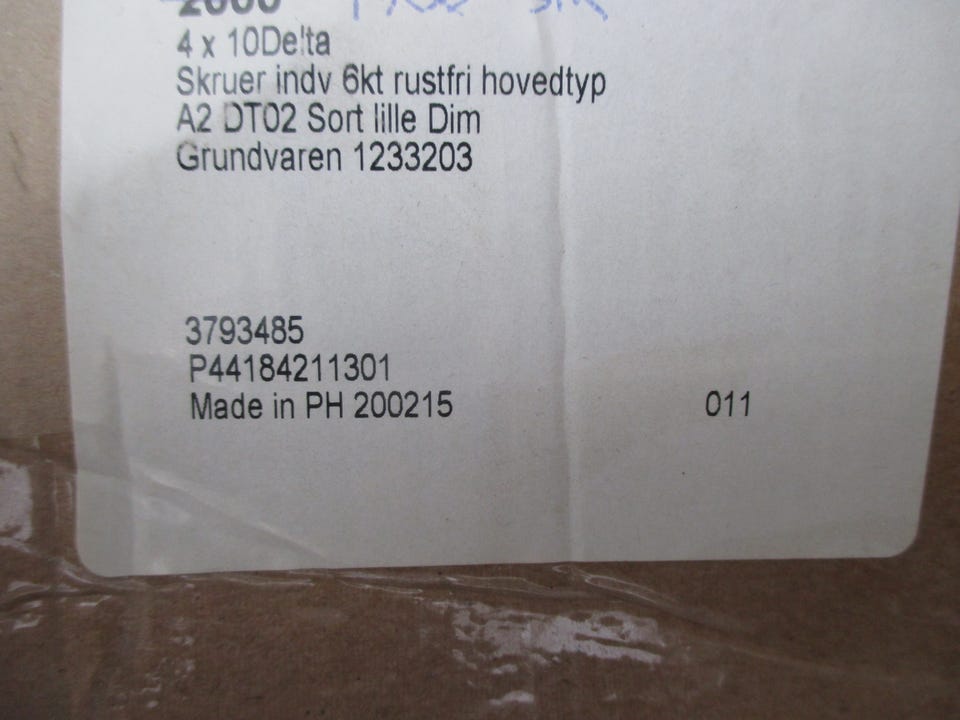 4 x 10Delta
Skruer indv 6kt rustfri hovedtyp
A2 DT02 Sort lille Dim
Grundvaren 1233203
3793485
P44184211301
Made in PH 200215 011